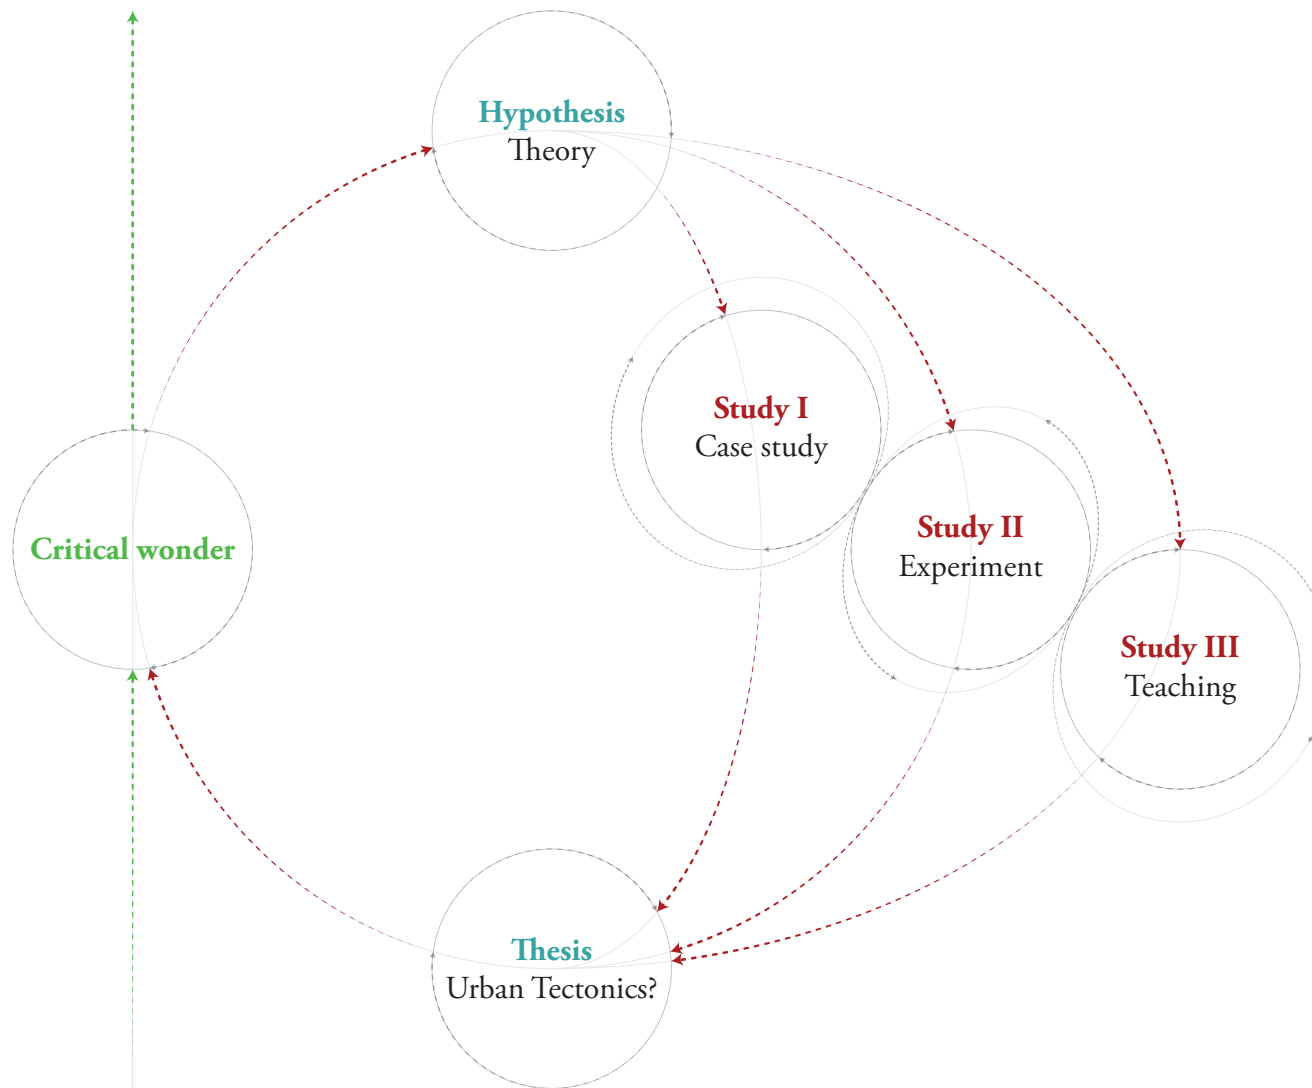 Hypothesis
Theory
Study I
Case study
Study II
Experiment
Critical wonder
Study III
Teaching
Thesis
Urban Tectonics?